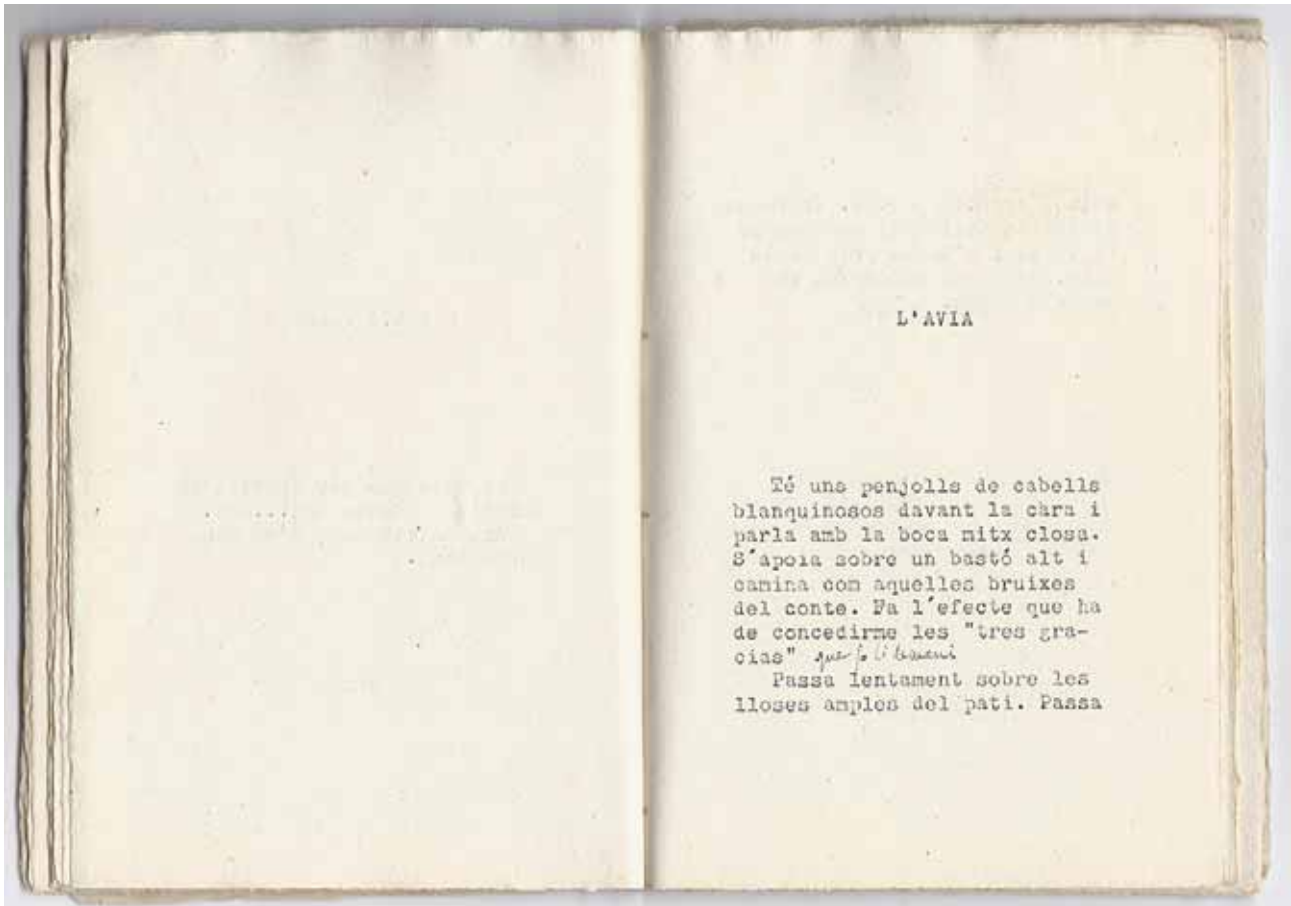 L'AVIA
Té uns penjolls de cabells
blanquinosos davant la cara i
parla amb la boca mitx closa.
S'apoia sobre un bastó alt i
camina com aquelles bruixes
del conte. Fa l'efecte que ha
de concedirme les "tres gra-
cias" que
Passa lentament sobre les
lloses amples del pati. Passa